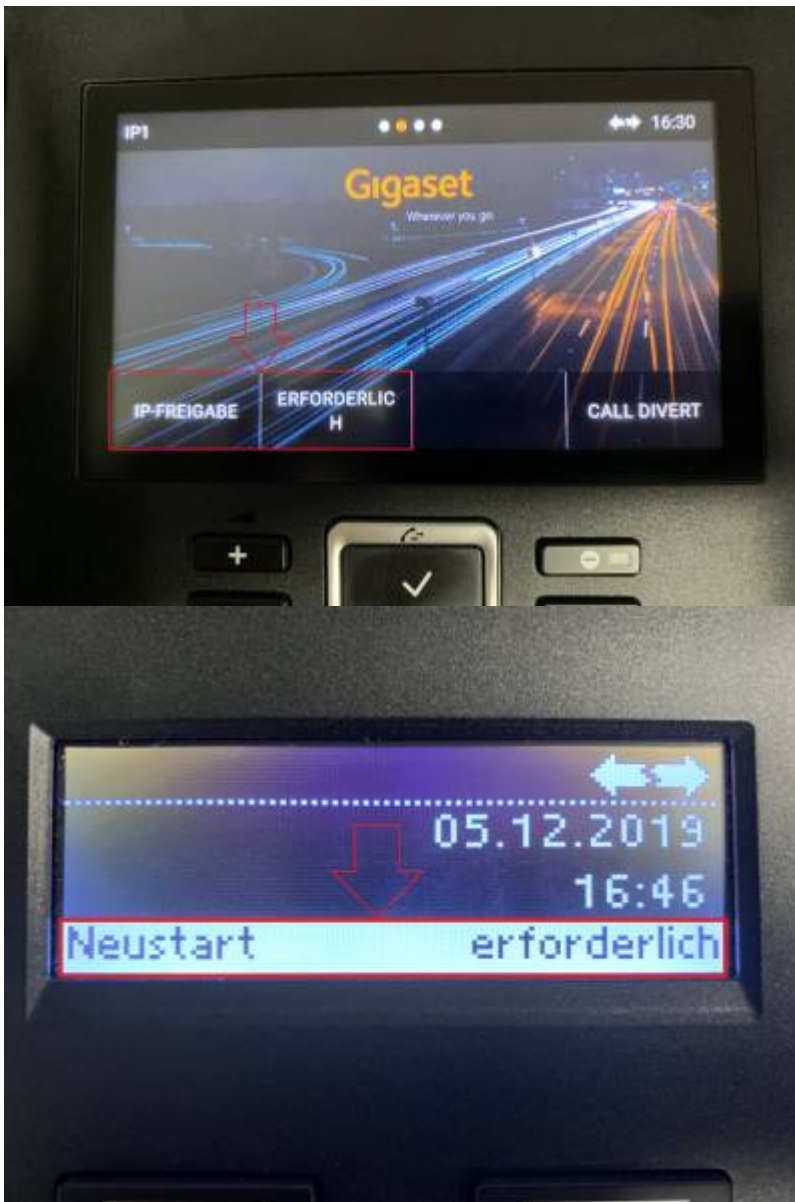 IP1 16:30
Gigaset
Wherever you go
IP-FREIGABE ERFORDERLIC CALL DIVERT
H
+
05.12.2019
16:46
Neustart erforderlich